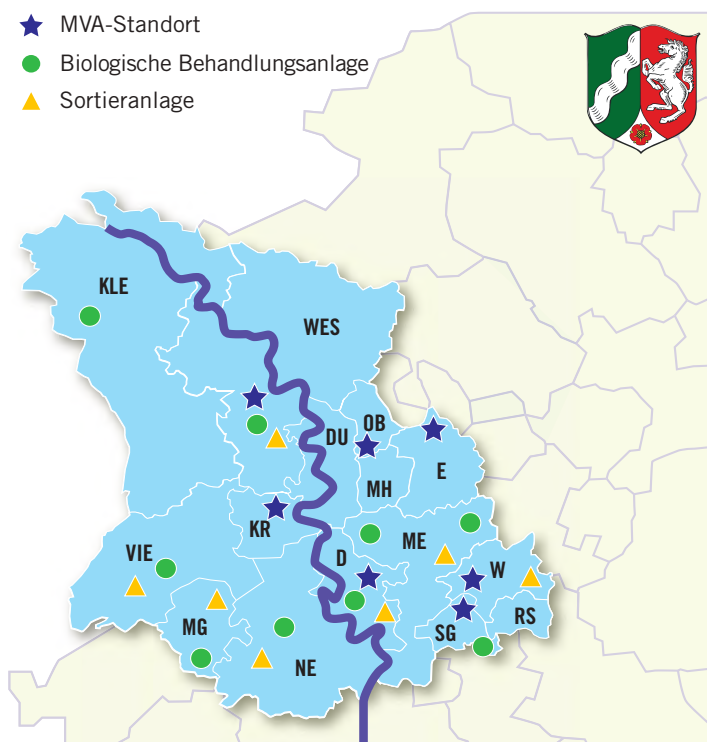 MVA-Standort
Biologische Behandlungsanlage
Sortieranlage
KLE
WES
DU
OB
E
MH
KR
VIE
D
ME
W
MG
SG
RS
NE